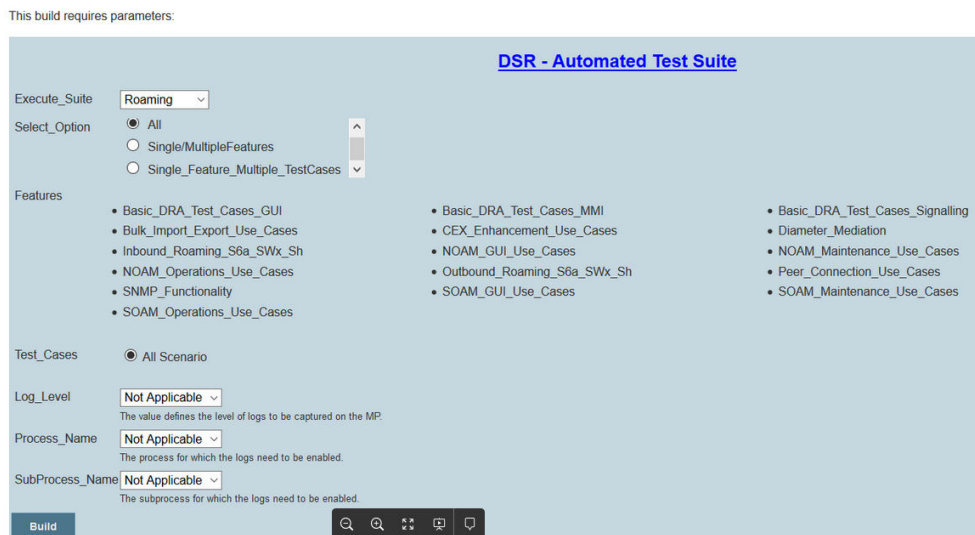 This build requires parameters:
DSR - Automated Test Suite
Execute_Suite Roaming
Select_Option All
Single/MultipleFeatures
Single_Feature_Multiple_TestCases
Features
Basic_DRA_Test_Cases_GUI Basic_DRA_Test_Cases_MMI Basic_DRA_Test_Cases_Signalling
Bulk_Import_Export_Use_Cases CEX_Enhancement_Use_Cases Diameter_Mediation
Inbound_Roaming_S6a_SWx_Sh NOAM_GUI_Use_Cases NOAM_Maintenance_Use_Cases
NOAM_Operations_Use_Cases Outbound_Roaming_S6a_SWx_Sh Peer_Connection_Use_Cases
SNMP_Functionality SOAM_GUI_Use_Cases SOAM_Maintenance_Use_Cases
SOAM_Operations_Use_Cases
Test_Cases All Scenario
Log_Level Not Applicable
The value defines the level of logs to be captured on the MP.
Process_Name Not Applicable
The process for which the logs need to be enabled.
SubProcess_Name Not Applicable
The subprocess for which the logs need to be enabled.
Build